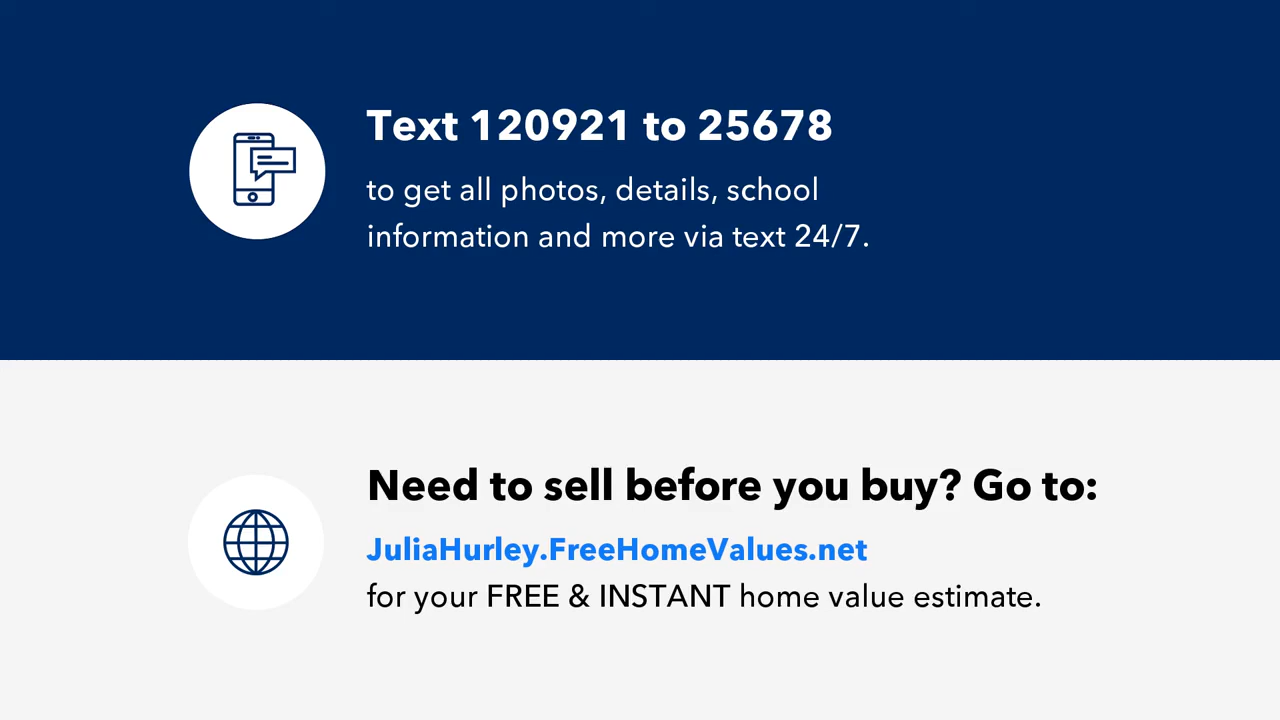 Text 120921 to 25678
to get all photos, details, school
information and more via text 24/7.
Need to sell before you buy? Go to:
JuliaHurley.FreeHomeValues.net
for your FREE & INSTANT home value estimate.